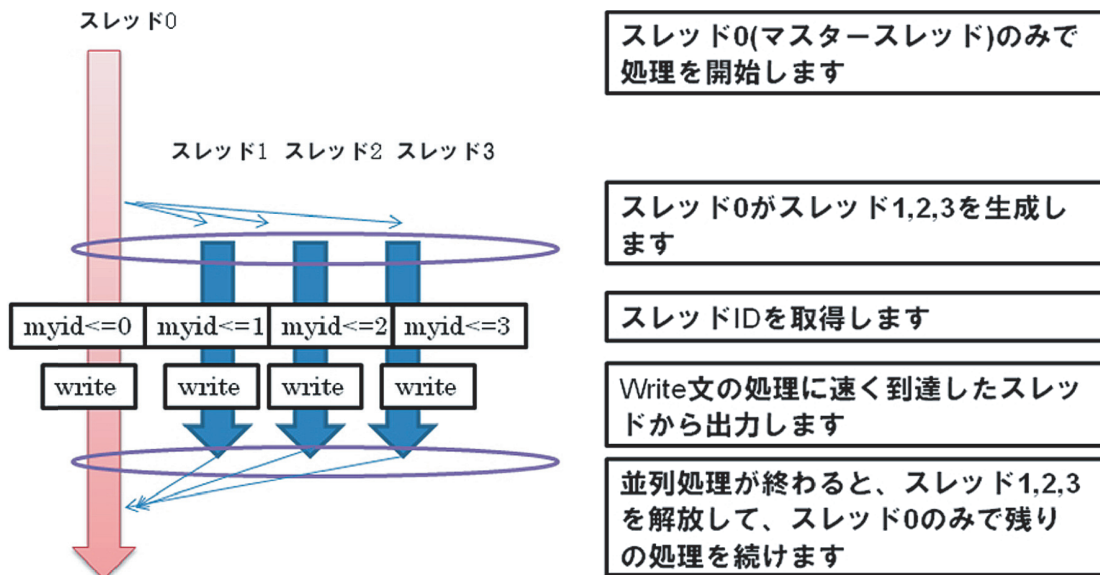 スレッド0
スレッド0(マスタースレッド)のみで
処理を開始します
スレッド1 スレッド2 スレッド3
スレッド0がスレッド1,2,3を生成し
ます
myid<=0 myid<=1 myid<=2 myid<=3
スレッドIDを取得します
write write write write
Write文の処理に速く到達したスレッ
ドから出力します
並列処理が終わると、スレッド1,2,3
を解放して、スレッド0のみで残り
の処理を続けます